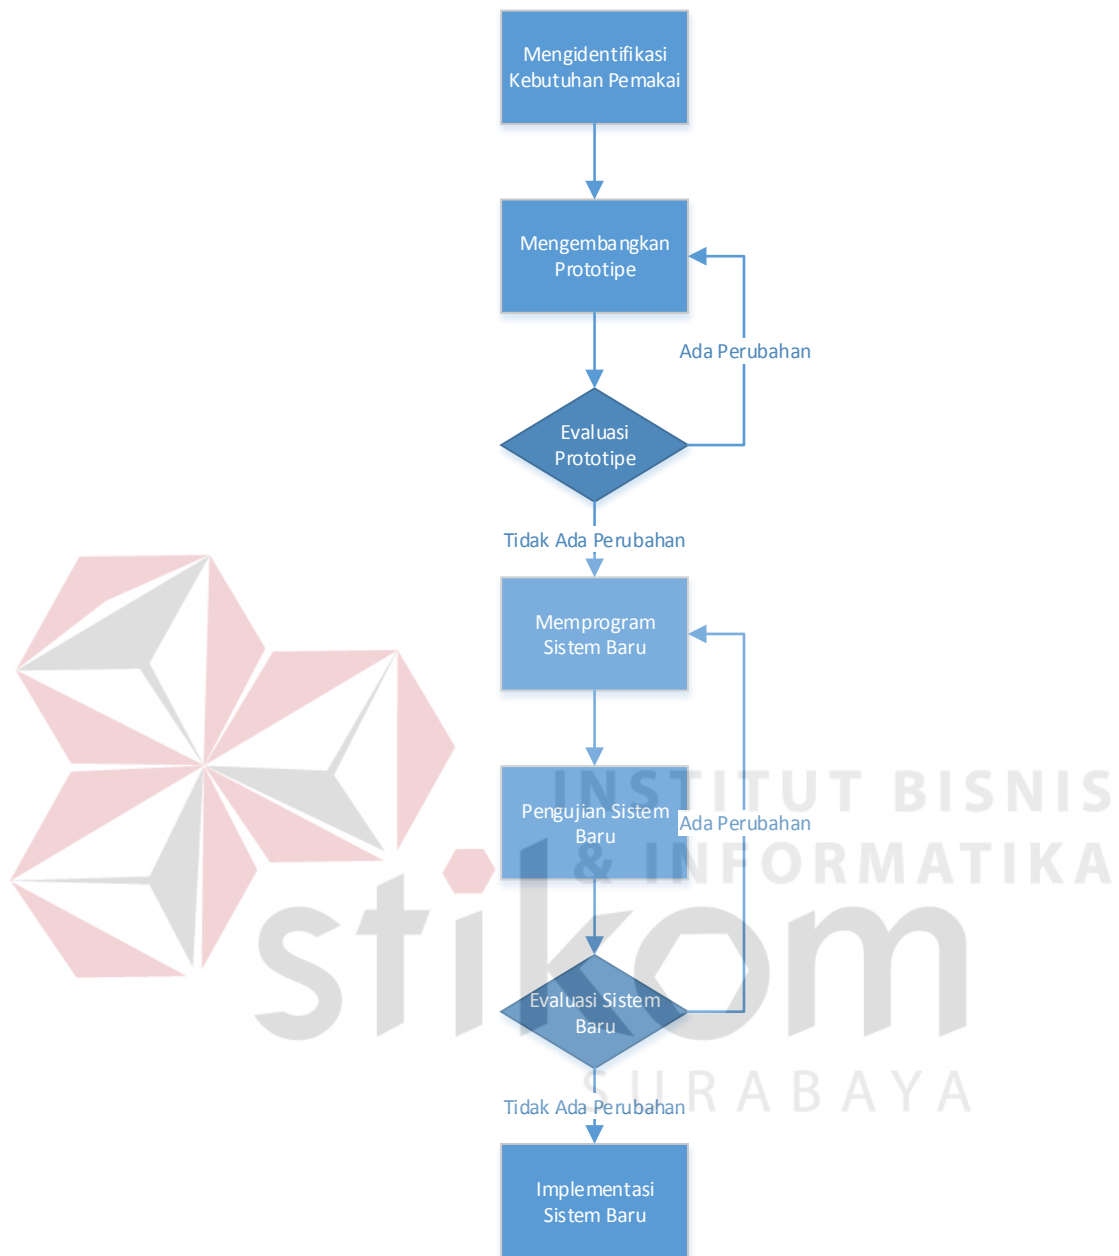 Mengidentifikasi
Kebutuhan Pemakai
Mengembangkan
Prototipe
Ada Perubahan
Evaluasi
Prototipe
Tidak Ada Perubahan
Memprogram
Sistem Baru
Pengujian Sistem
Baru
Ada Perubahan
INSTITUT BISNIS
& INFORMATIKA
stikom
SURABAYA
Evaluasi Sistem
Baru
Tidak Ada Perubahan
Implementasi
Sistem Baru